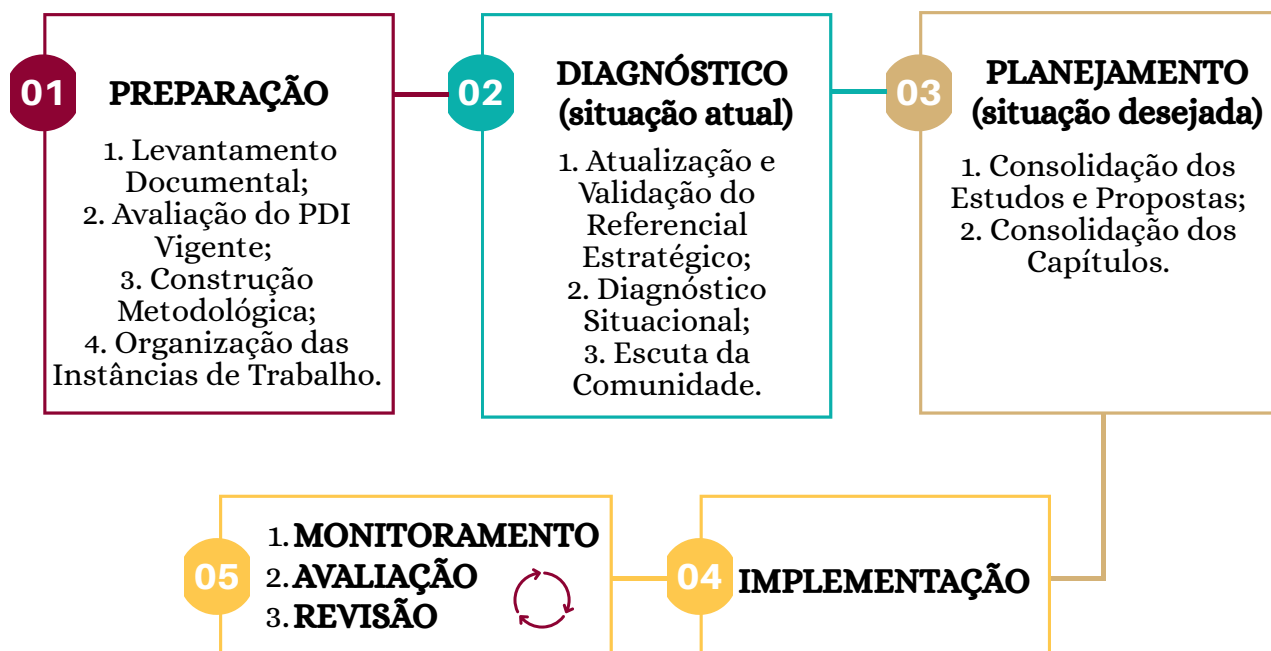 01
PREPARAÇÃO
1. Levantamento
Documental;
2. Avaliação do PDI
Vigente;
3. Construção
Metodológica;
4. Organização das
Instâncias de Trabalho.
02
DIAGNÓSTICO
(situação atual)
1. Atualização e
Validação do
Referencial
Estratégico;
2. Diagnóstico
Situacional;
3. Escuta da
Comunidade.
03
PLANEJAMENTO
(situação desejada)
1. Consolidação dos
Estudos e Propostas;
2. Consolidação dos
Capítulos.
04
IMPLEMENTAÇÃO
05
1. MONITORAMENTO
2. AVALIAÇÃO
3. REVISÃO